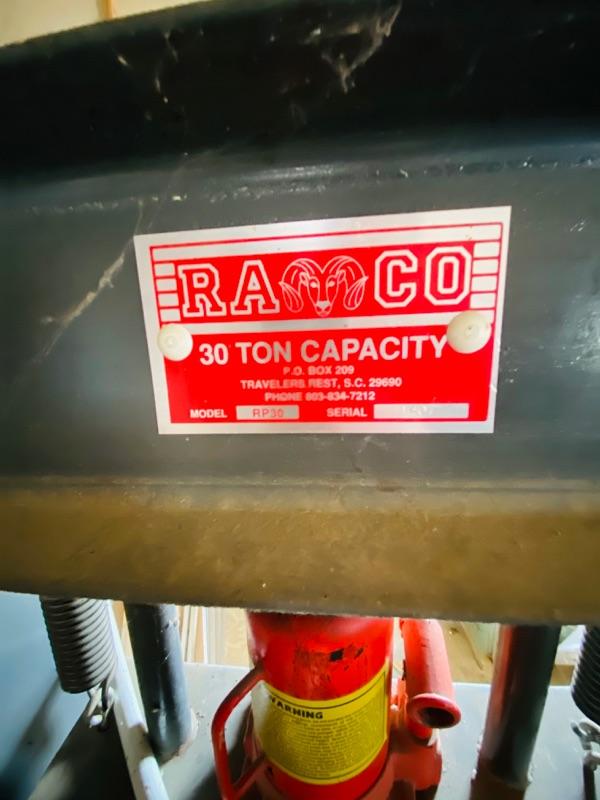 RAMCO
30 TON CAPACITY
P.O. BOX 209
TRAVELERS REST, S.C. 29690
PHONE 803-834-7212
MODEL RP30 SERIAL
WARNING